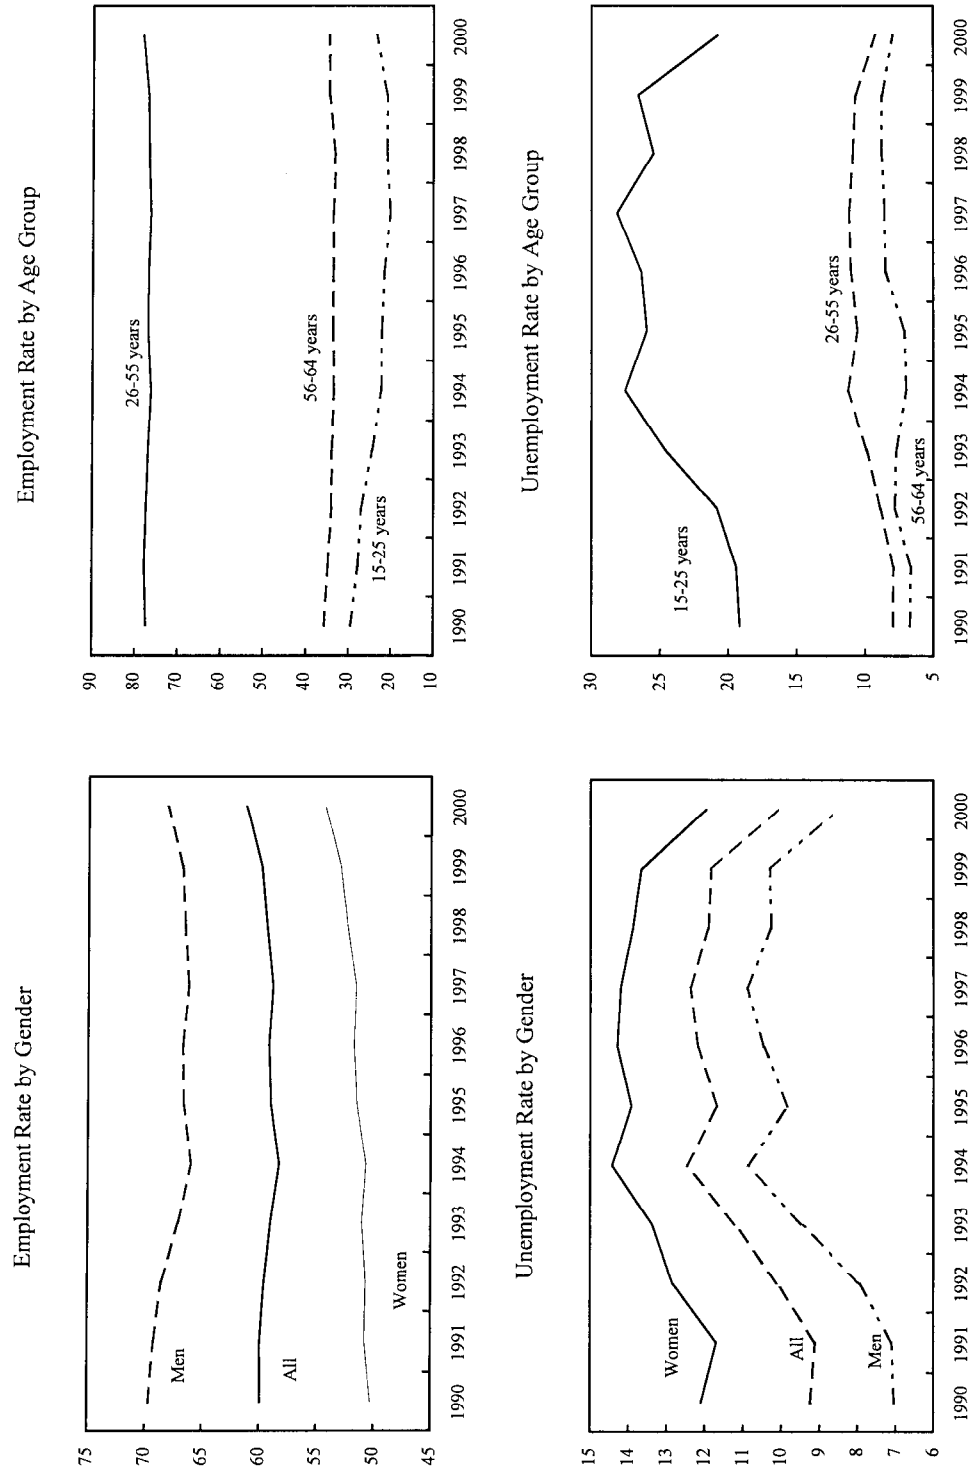 Employment Rate by Gender
75
70
65
60
55
50
45
Men
All
Women
1990 1991 1992 1993 1994 1995 1996 1997 1998 1999 2000
Employment Rate by Age Group
90
80
70
60
50
40
30
20
10
26-55 years
56-64 years
15-25 years
1990 1991 1992 1993 1994 1995 1996 1997 1998 1999 2000
Unemployment Rate by Gender
15
14
13
12
11
10
9
8
7
6
Women
All
Men
1990 1991 1992 1993 1994 1995 1996 1997 1998 1999 2000
Unemployment Rate by Age Group
30
25
20
15
10
5
15-25 years
26-55 years
56-64 years
1990 1991 1992 1993 1994 1995 1996 1997 1998 1999 2000